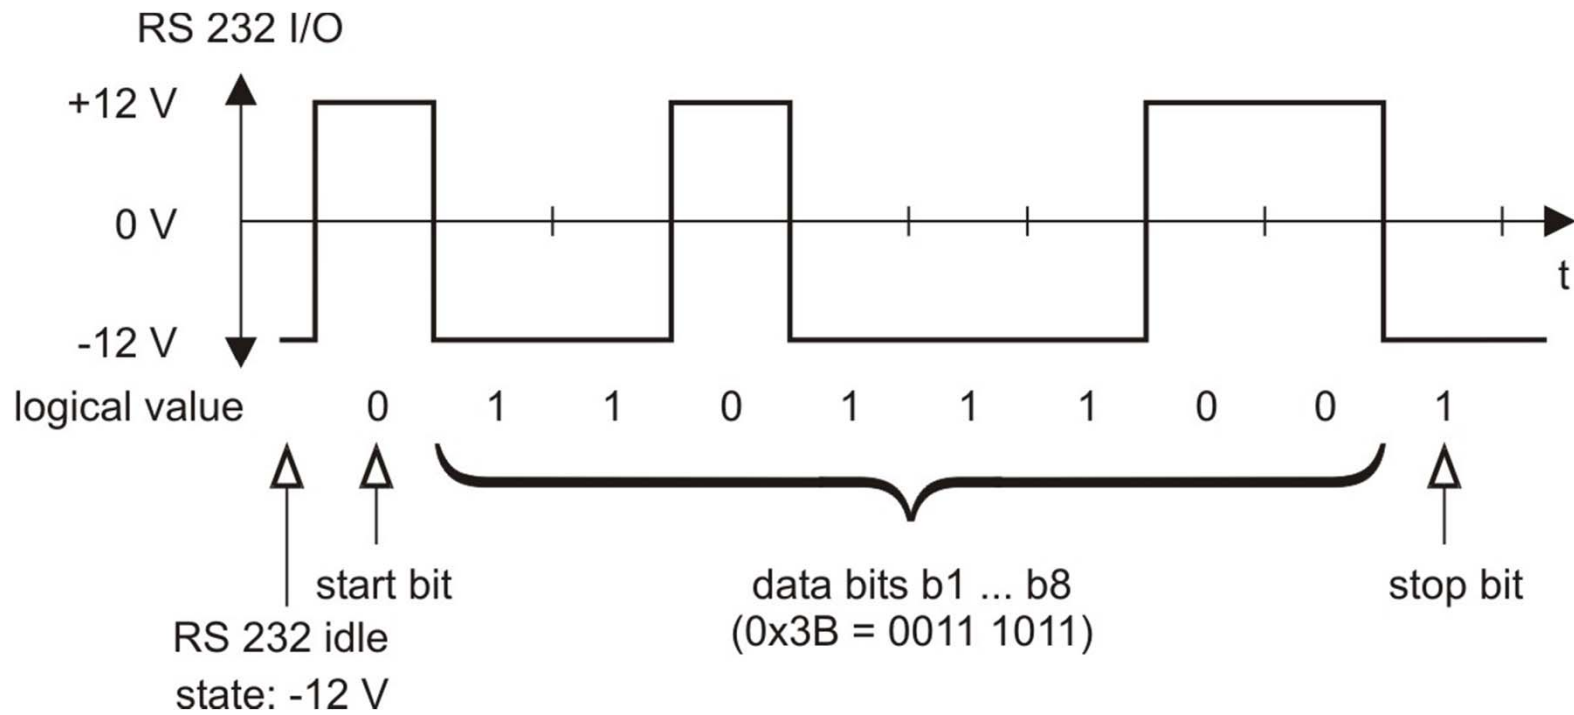 RS 232 I/O
+12 V
0 V
t
-12 V
logical value 0 1 1 0 1 1 1 0 0 1
start bit
data bits b1 ... b8
stop bit
(0x3B = 0011 1011)
RS 232 idle
state: -12 V